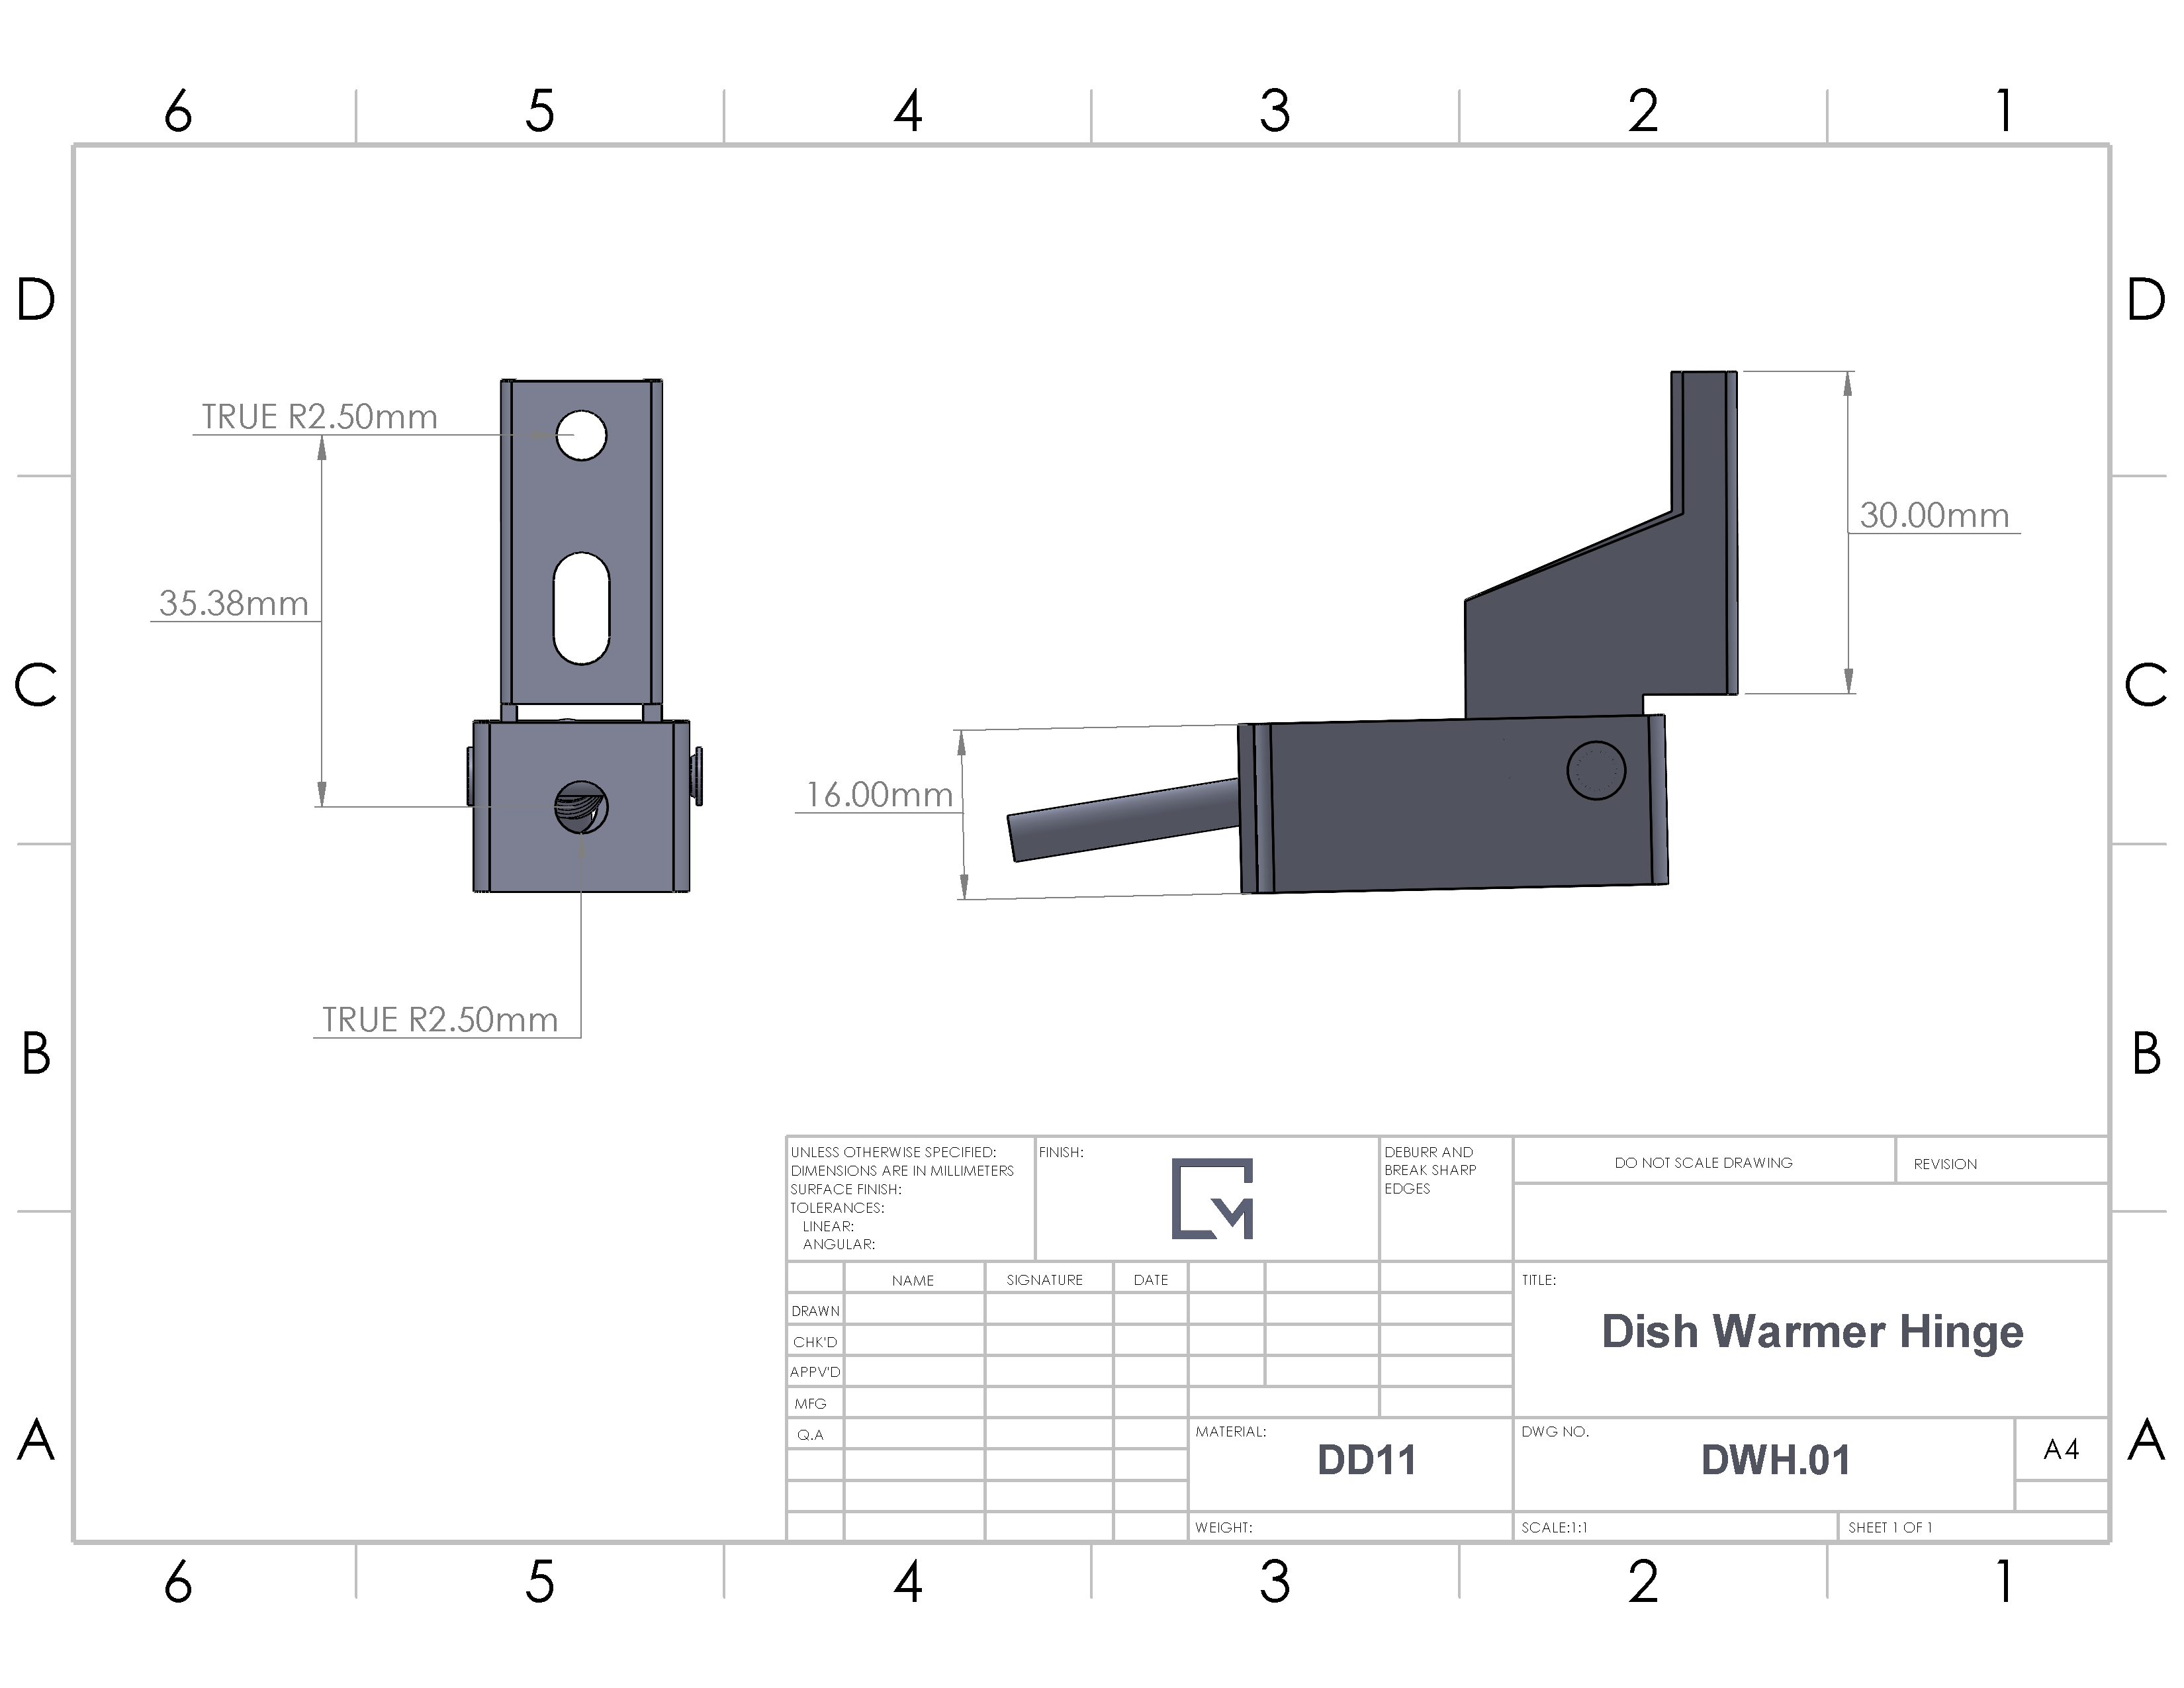 6 5 4 3 2 1
D D
TRUE R2.50mm
30.00mm
35.38mm
C C
16.00mm
TRUE R2.50mm
B B
UNLESS OTHERWISE SPECIFIED:
DIMENSIONS ARE IN MILLIMETERS
SURFACE FINISH:
TOLERANCES:
LINEAR:
ANGULAR:
FINISH:
DEBURR AND
BREAK SHARP
EDGES
DO NOT SCALE DRAWING
REVISION
NAME SIGNATURE DATE
DRAWN
CHK'D
APPV'D
MFG
Q.A
TITLE:
Dish Warmer Hinge
MATERIAL:
DD11
DWG NO.
DWH.01
A4
A A
WEIGHT:
SCALE:1:1
SHEET 1 OF 1
6 5 4 3 2 1